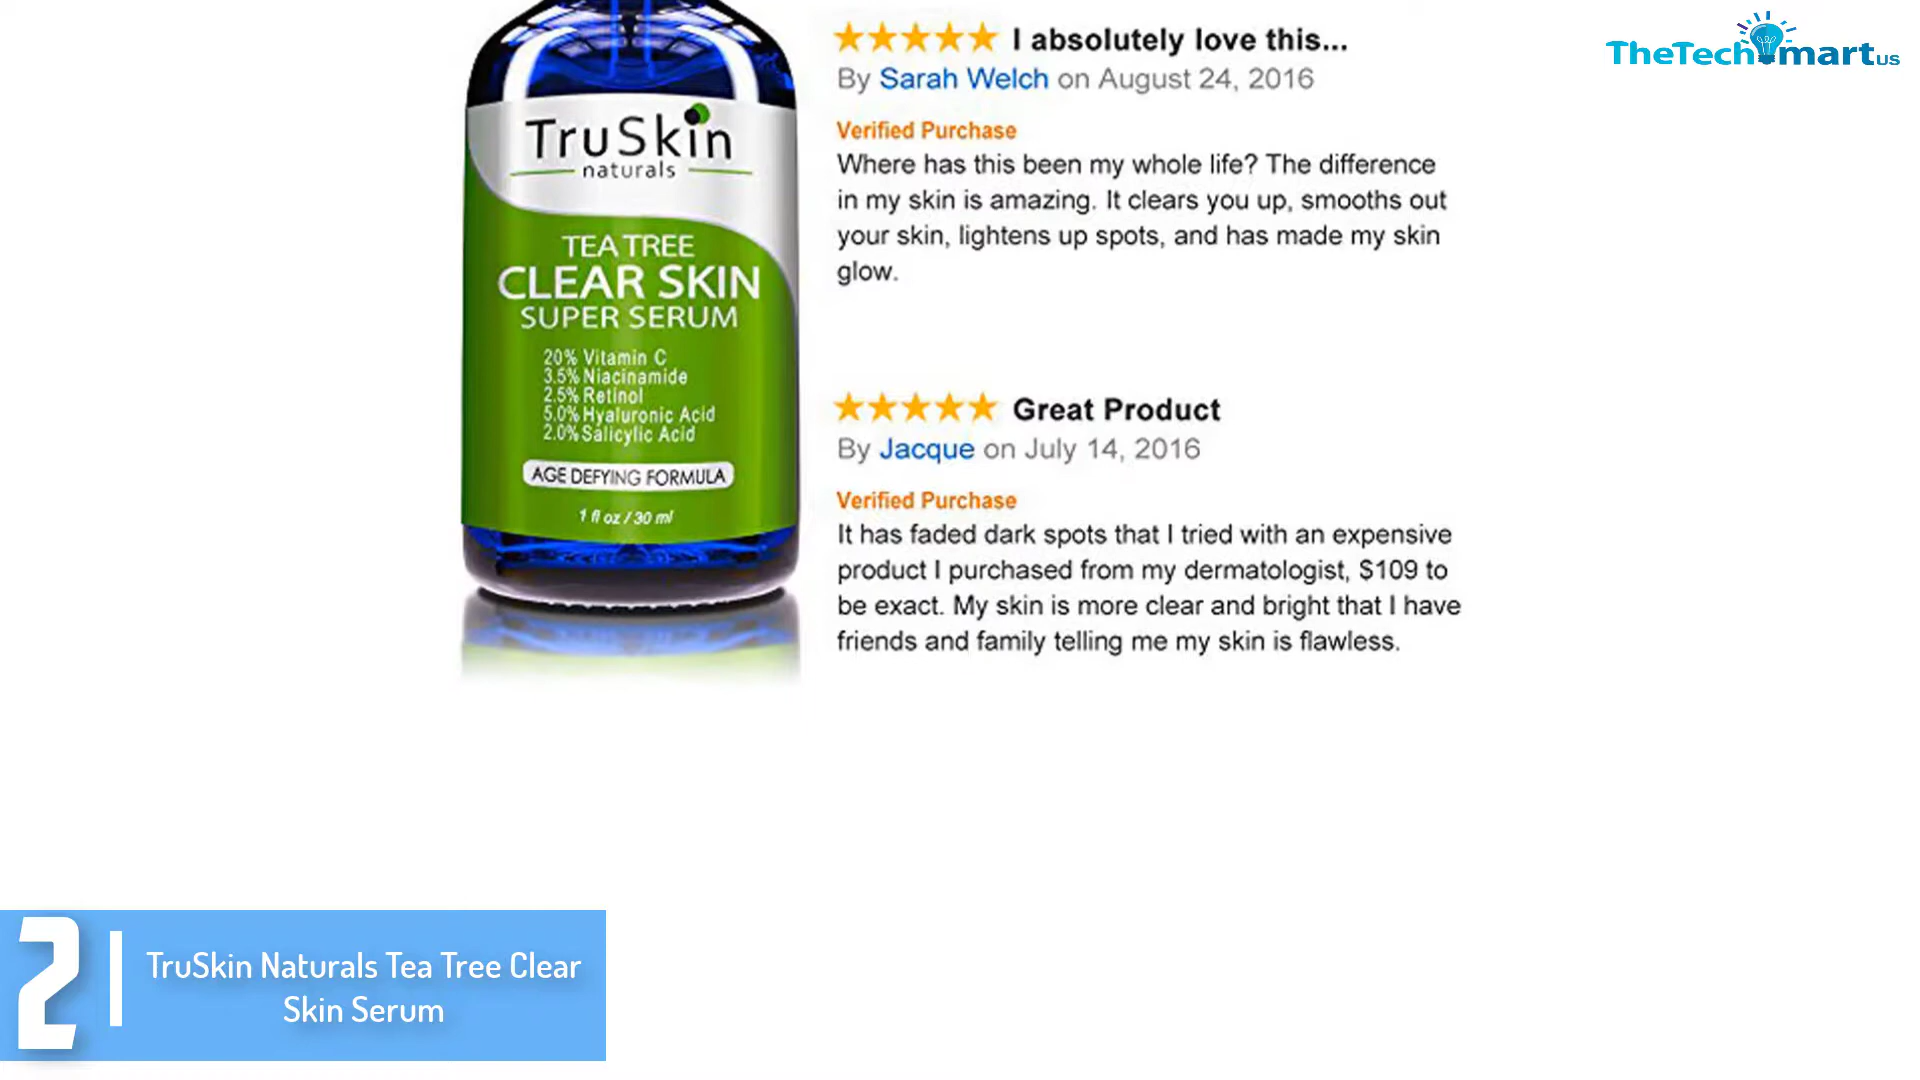 TheTechSmartUS
TruSkin
naturals
TEA TREE
CLEAR SKIN
SUPER SERUM
20% Vitamin C
3.5% Niacinamide
2.5% Retinol
5.0% Hyaluronic Acid
2.0% Salicylic Acid
AGE DEFYING FORMULA
1 fl oz / 30 ml
I absolutely love this...
By Sarah Welch on August 24, 2016
Verified Purchase
Where has this been my whole life? The difference
in my skin is amazing. It clears you up, smooths out
your skin, lightens up spots, and has made my skin
glow.
Great Product
By Jacque on July 14, 2016
Verified Purchase
It has faded dark spots that I tried with an expensive
product I purchased from my dermatologist, $109 to
be exact. My skin is more clear and bright that I have
friends and family telling me my skin is flawless.
2
TruSkin Naturals Tea Tree Clear
Skin Serum